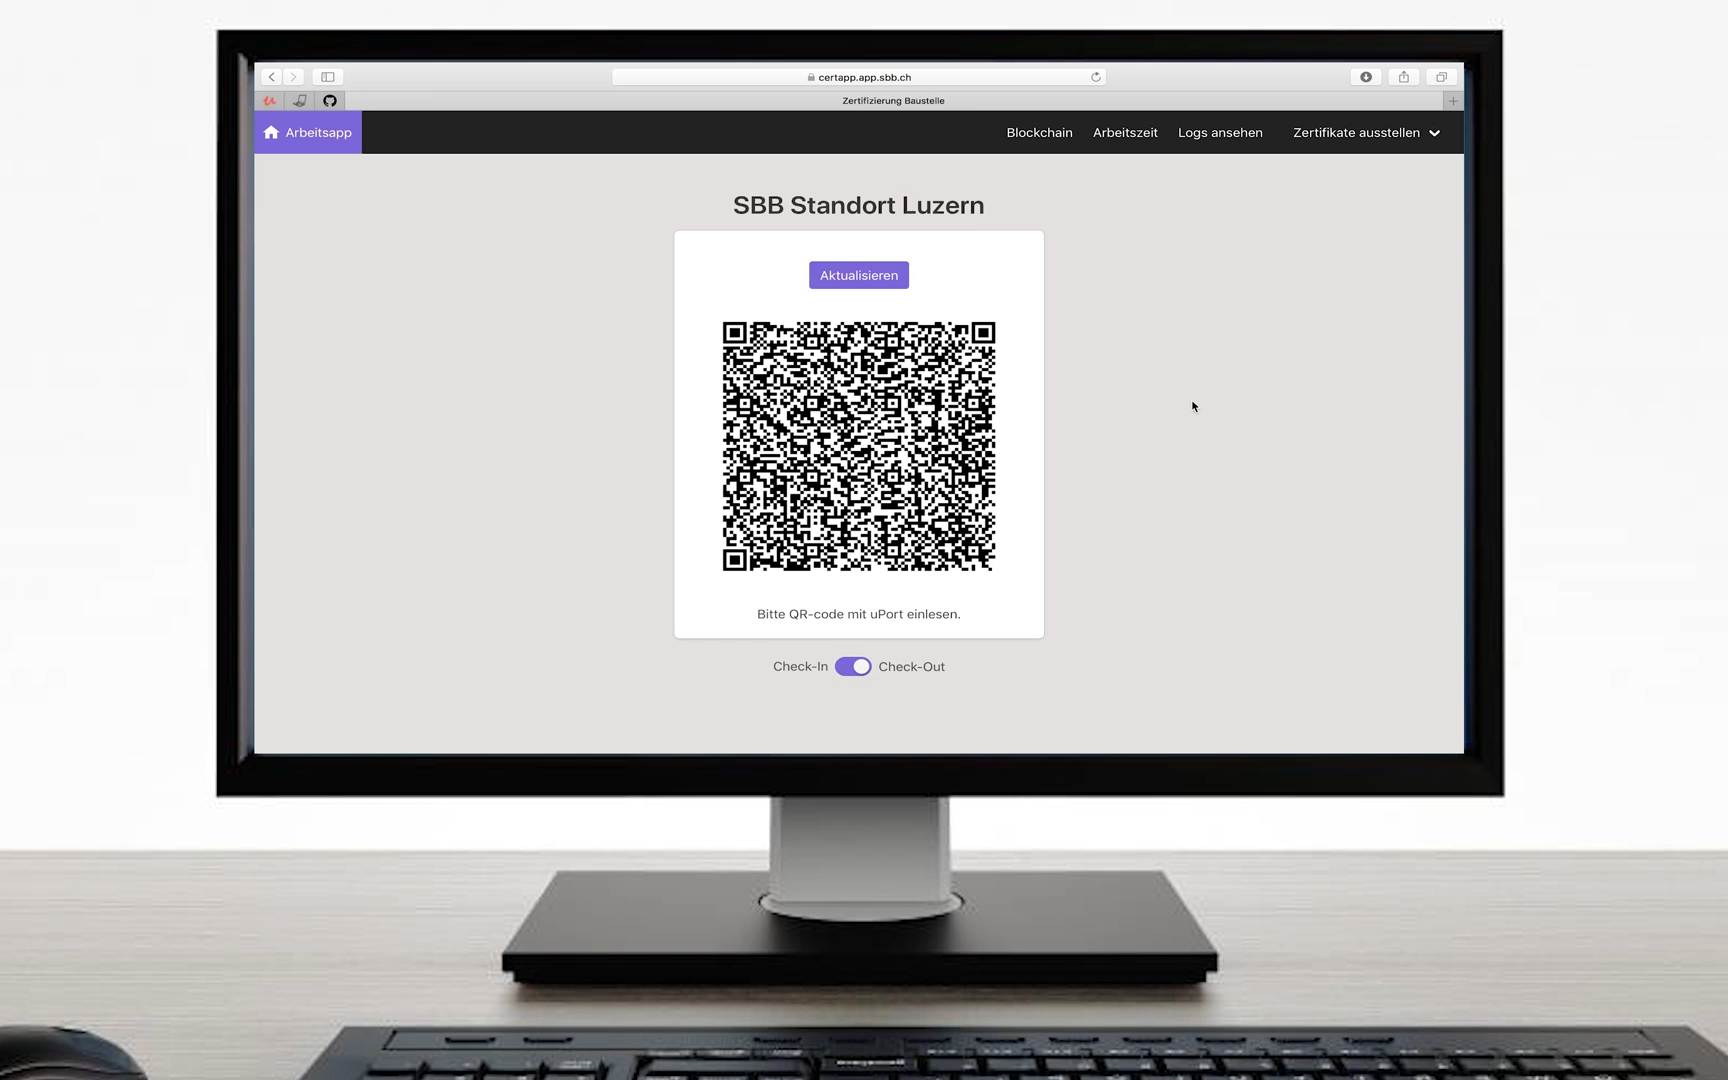 certapp.app.sbb.ch
Zertifizierung Baustelle
Arbeitsapp
Blockchain
Arbeitszeit
Logs ansehen
Zertifikate ausstellen
SBB Standort Luzern
Aktualisieren
Bitte QR-code mit uPort einlesen.
Check-In
Check-Out